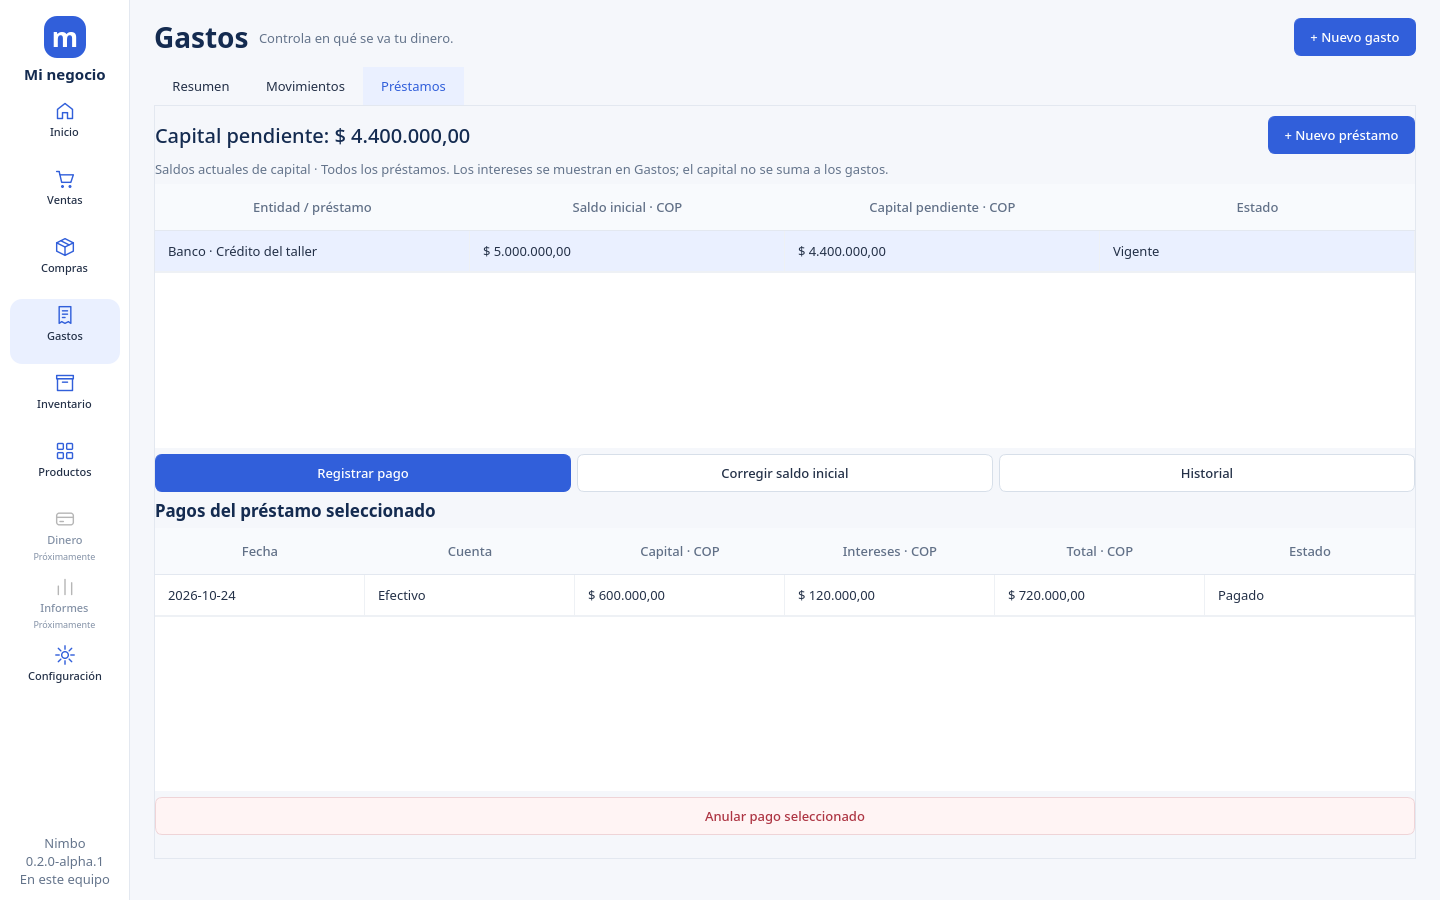 m
Mi negocio
Inicio
Ventas
Compras
Gastos
Inventario
Productos
Dinero
Próximamente
Informes
Próximamente
Configuración
Nimbo
0.2.0-alpha.1
En este equipo
Gastos Controla en qué se va tu dinero.
+ Nuevo gasto
Resumen Movimientos Préstamos
Capital pendiente: $ 4.400.000,00
+ Nuevo préstamo
Saldos actuales de capital · Todos los préstamos. Los intereses se muestran en Gastos; el capital no se suma a los gastos.
Entidad / préstamo Saldo inicial · COP Capital pendiente · COP Estado
Banco · Crédito del taller $ 5.000.000,00 $ 4.400.000,00 Vigente
Registrar pago Corregir saldo inicial Historial
Pagos del préstamo seleccionado
Fecha Cuenta Capital · COP Intereses · COP Total · COP Estado
2026-10-24 Efectivo $ 600.000,00 $ 120.000,00 $ 720.000,00 Pagado
Anular pago seleccionado